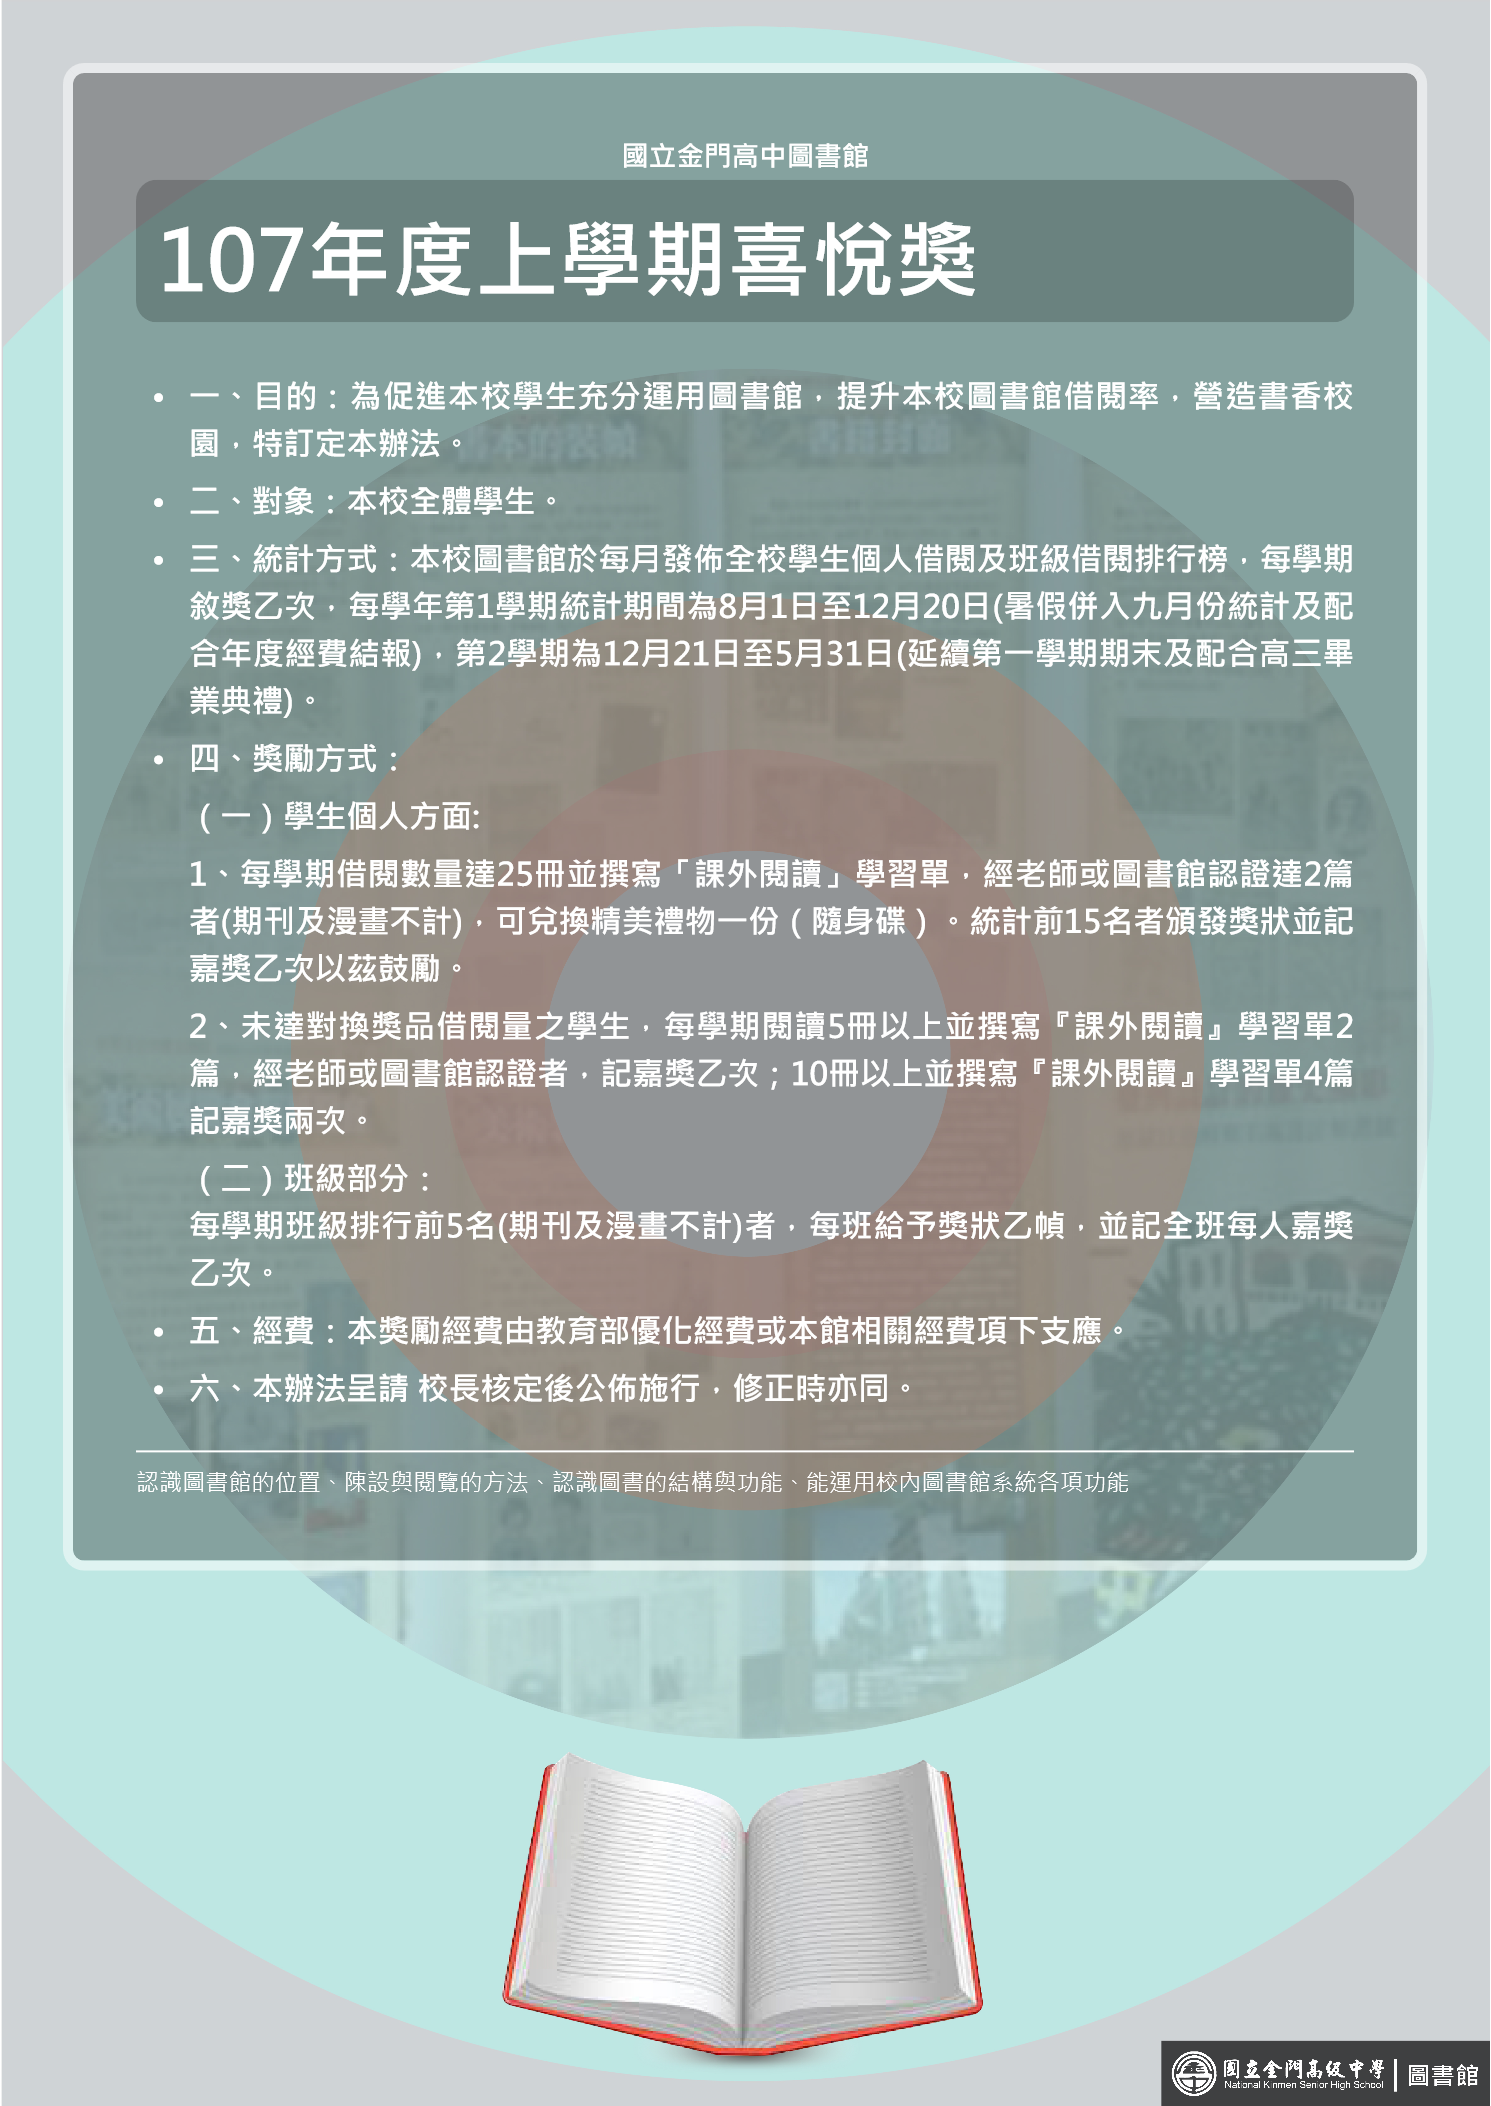 國立金門高中圖書館
107年度上學期喜悅獎
• 一、目的：為促進本校學生充分運用圖書館，提升本校圖書館借閱率，營造書香校
園，特訂定本辦法。
• 二、對象：本校全體學生。
• 三、統計方式：本校圖書館於每月發佈全校學生個人借閱及班級借閱排行榜，每學期
敘獎乙次，每學年第1學期統計期間為8月1日至12月20日(暑假併入九月份統計及配
合年度經費結報)，第2學期為12月21日至5月31日(延續第一學期期末及配合高三畢
業典禮)。
• 四、獎勵方式：
（一）學生個人方面:
1、每學期借閱數量達25冊並撰寫「課外閱讀」學習單，經老師或圖書館認證達2篇
者(期刊及漫畫不計)，可兌換精美禮物一份（隨身碟）。統計前15名者頒發獎狀並記
嘉獎乙次以茲鼓勵。
2、未達對換獎品借閱量之學生，每學期閱讀5冊以上並撰寫『課外閱讀』學習單2
篇，經老師或圖書館認證者，記嘉獎乙次；10冊以上並撰寫『課外閱讀』學習單4篇
記嘉獎兩次。
（二）班級部分：
每學期班級排行前5名(期刊及漫畫不計)者，每班給予獎狀乙幀，並記全班每人嘉獎
乙次。
• 五、經費：本獎勵經費由教育部優化經費或本館相關經費項下支應。
• 六、本辦法呈請 校長核定後公佈施行，修正時亦同。
認識圖書館的位置、陳設與閱覽的方法、認識圖書的結構與功能、能運用校內圖書館系統各項功能
國立金門高級中學 | 圖書館
National Kinmen Senior High School